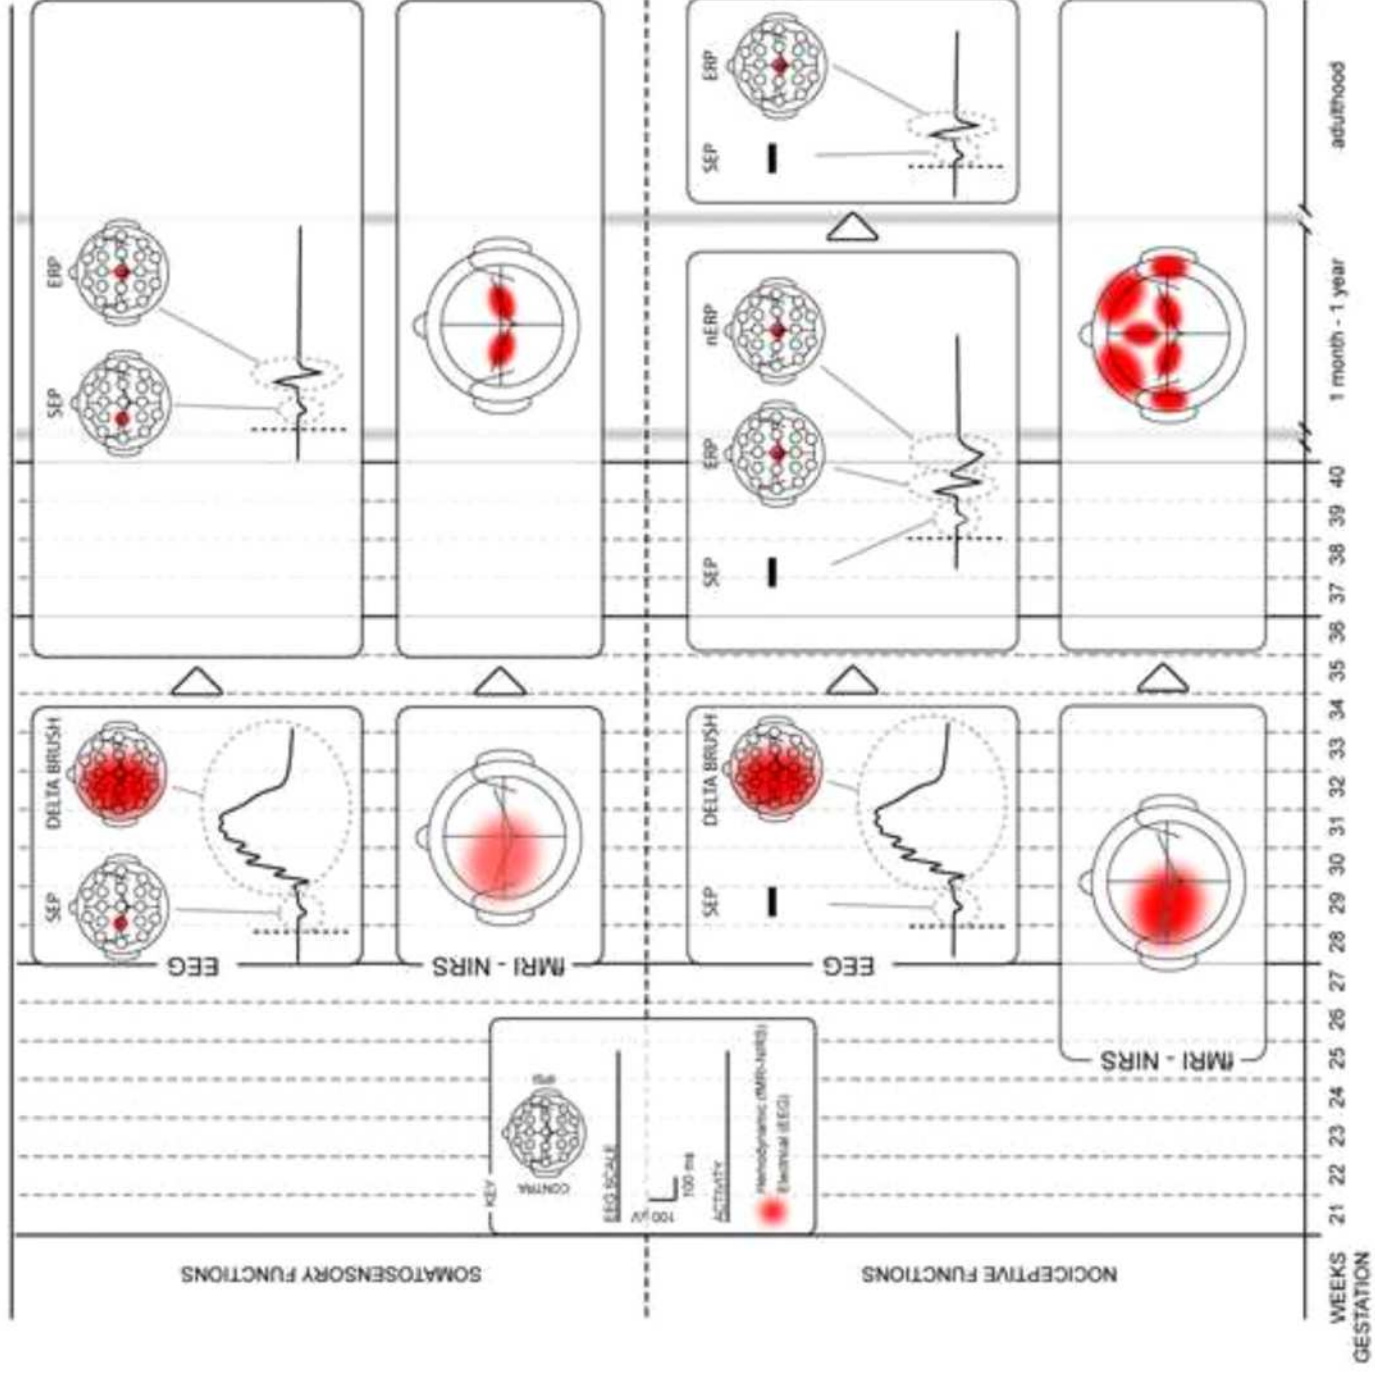 SOMATOSENSORY FUNCTIONS
EEG
SEP
DELTA BRUSH
SEP
ERP
fMRI - NIRS
KEY
CONTRA
IPSI
EEG SCALE
100 µV
100 ms
ACTIVITY
Hemodynamic (fMRI-NIRS)
Electrical (EEG)
NOCICEPTIVE FUNCTIONS
EEG
SEP
DELTA BRUSH
SEP
ERP
nERP
SEP
ERP
fMRI - NIRS
WEEKS
GESTATION
21 22 23 24 25 26 27 28 29 30 31 32 33 34 35 36 37 38 39 40 1 month - 1 year adulthood